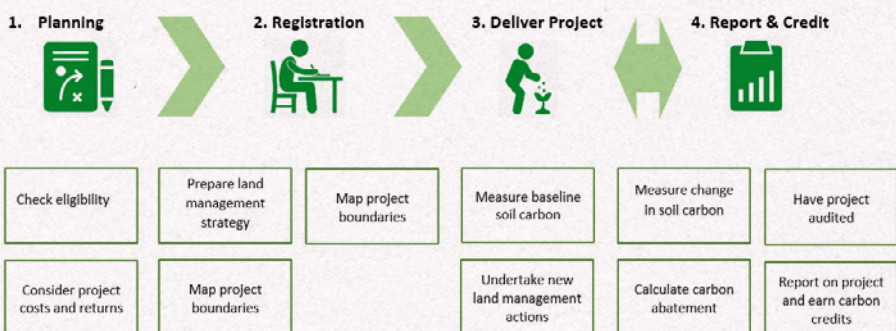 1. Planning
2. Registration
3. Deliver Project
4. Report & Credit
Check eligibility
Prepare land
management
strategy
Map project
boundaries
Measure baseline
soil carbon
Measure change
in soil carbon
Have project
audited
Consider project
costs and returns
Map project
boundaries
Undertake new
land management
actions
Calculate carbon
abatement
Report on project
and earn carbon
credits